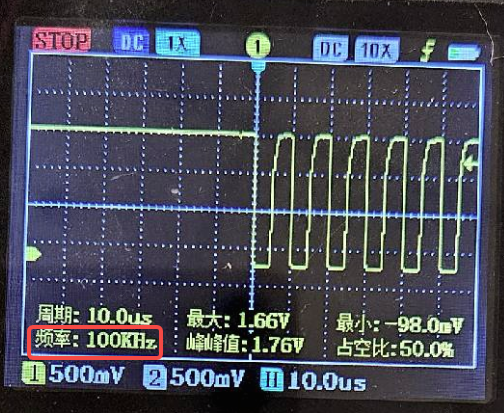 STOP DC 1X 1 DC 10X
周期: 10.0us 最大: 1.66V 最小: -98.0mV
频率: 100KHz 峰峰值: 1.76V 占空比: 50.0%
1 500mV 2 500mV H 10.0us